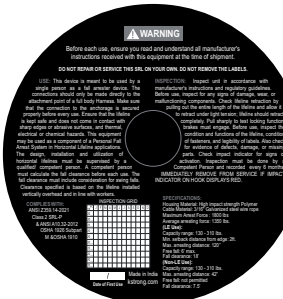 WARNING
Before each use, ensure you read and understand all manufacturer's
instructions received with this equipment at the time of shipment.
DO NOT REPAIR OR SERVICE THIS SRL ON YOUR OWN. DO NOT REMOVE THE LABELS.
USE: This device is meant to be used by a
single person as a fall arrester device. The
connections should only be made directly to the
attachment point of a full body Harness. Make sure
that the connection to the anchorage is secured
properly before every use. Ensure that the lifeline
is kept safe and does not come in contact with
sharp edges or abrasive surfaces, and thermal,
electrical or chemical hazards. This equipment
may be used as a component of a Personal Fall
Arrest System in Horizontal Lifeline applications.
The design, installation and utilization of
horizontal lifelines must be supervised by a
qualified competent person. A competent person
must calculate the fall clearance before each use. The
fall clearance must include consideration for swing falls.
Clearance specified is based on the lifeline installed
vertically overhead and in line with workers.
INSPECTION: Inspect unit in accordance with
manufacturer's instructions and regulatory guidelines.
Before use, inspect for any signs of damage, wear, or
malfunctioning components. Check lifeline retraction by
pulling out the entire length of the lifeline and allow it
to retract under light tension; lifeline should retract
completely. Pull sharply to test locking function
brakes must engage. Before use, inspect the
condition and functions of the lifeline, condition
of fasteners, and legibility of labels. Also check
for evidence of defects, damage, or missing
parts. Check impact indicator for signs of
activation. Inspection must be done by a
Competent Person and recorded every 6 months.
IMMEDIATELY REMOVE FROM SERVICE IF IMPACT
INDICATOR ON HOOK DISPLAYS RED.
COMPLIES WITH:
ANSI Z359.14-2021
Class 2 SRL-P
& ANSI A10.32-2012
OSHA 1926 Subpart
M &OSHA 1910
INSPECTION GRID
/
Date of First Use
Made in India
kstrong.com
SPECIFICATIONS:
Housing Material: High impact strength Polymer
Cable Material: 3/16" Galvanized steel wire rope
Maximum Arrest Force : 1800 lbs
Average arresting force: 1350 lbs.
(LE Use):
Capacity range: 130 - 310 lbs.
Min. setback distance from edge: 2ft.
Max. arresting distance: 120"
Free fall: 6' max
Fall clearance: 18'
(Non-LE Use):
Capacity range: 130 - 310 lbs.
Max. arresting distance: 42"
Free fall: not permitted
Fall clearance: 7.5'